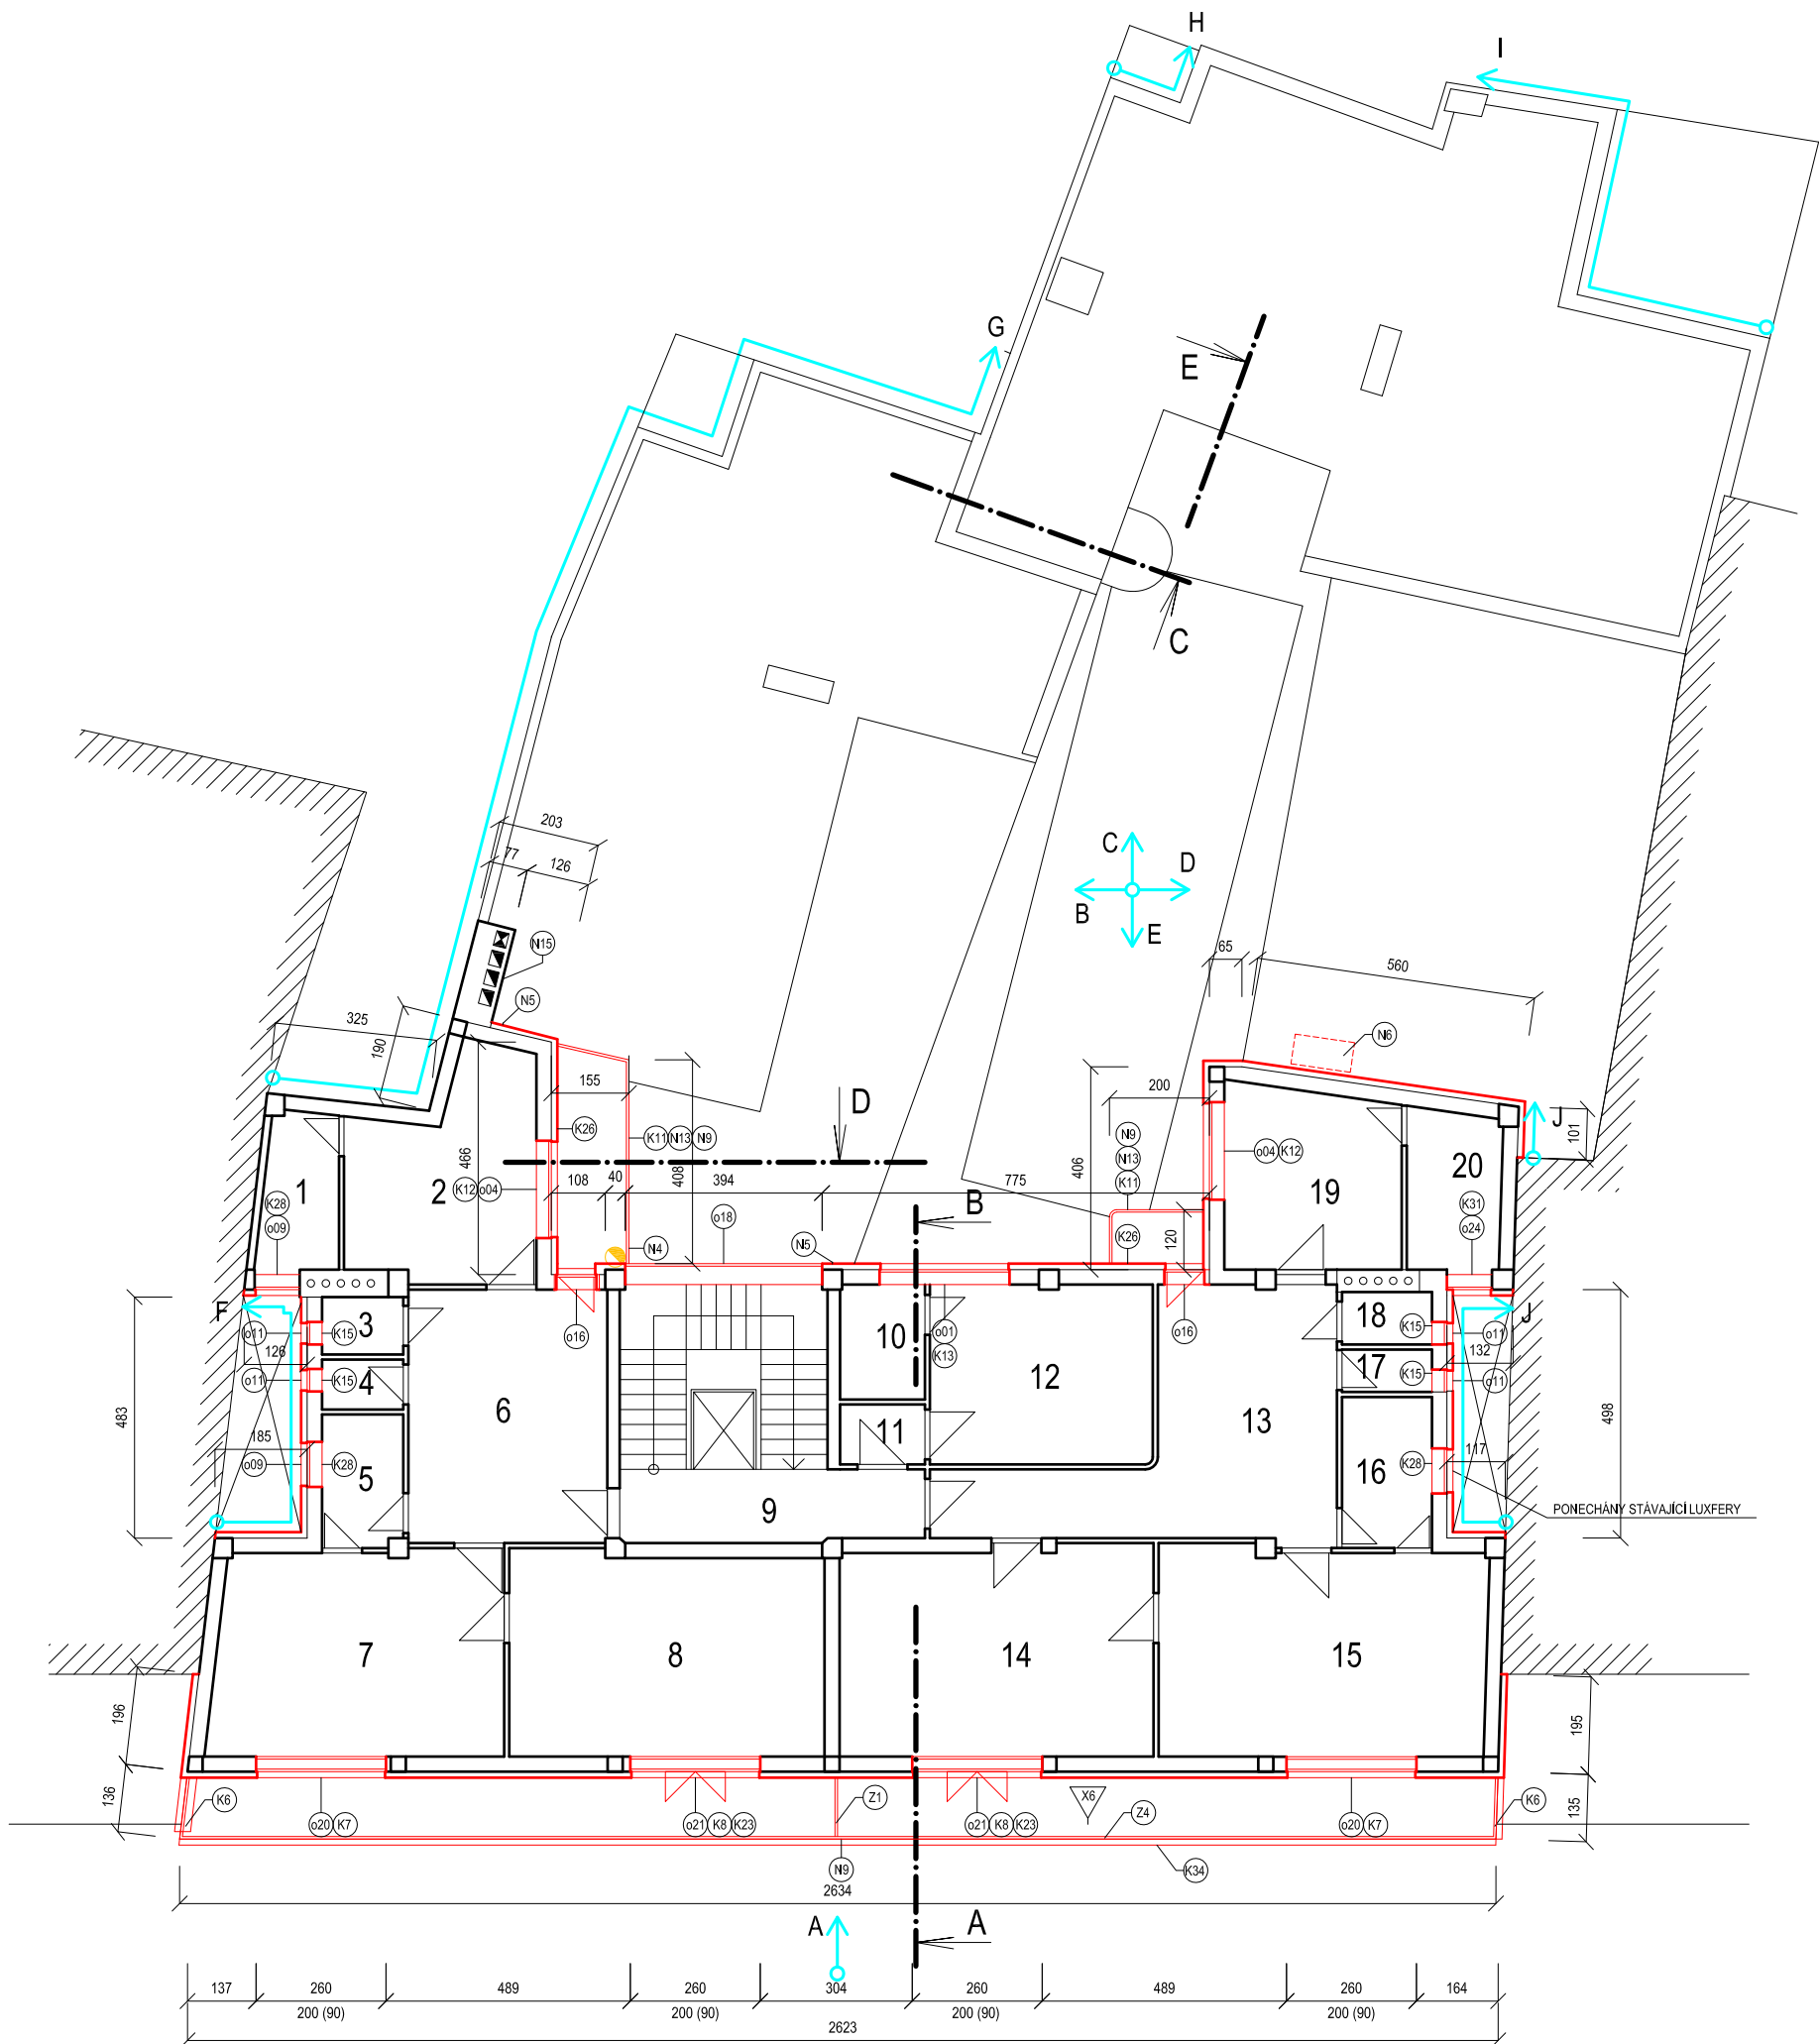 H
I
G
E
C
203
77
126
C
D
B
E
65
560
N15
N5
325
190
N6
155
200
D
J
101
K26
K11 N13 N9
N9
N13
K11
o04 K12
466
408
406
1
2
K12 o04
108
40
394
775
19
20
K28
o09
K31
o24
B
o18
N4
N5
K26
120
F
3
o11
K15
126
o16
10
o01
K13
o16
18
K15
o11
J
132
4
o11
K15
12
17
K15
o11
483
6
11
13
498
185
117
o09
K28
5
16
K28
9
PONECHÁNY STÁVAJÍCÍ LUXFERY
7
8
14
15
196
195
136
K6
o20 K7
o21 K8 K23
Z1
o21 K8 K23
X6
Z4
o20 K7
K6
135
N9
K34
2634
A
A
137
260
489
260
304
260
489
260
164
200 (90)
200 (90)
200 (90)
200 (90)
2623